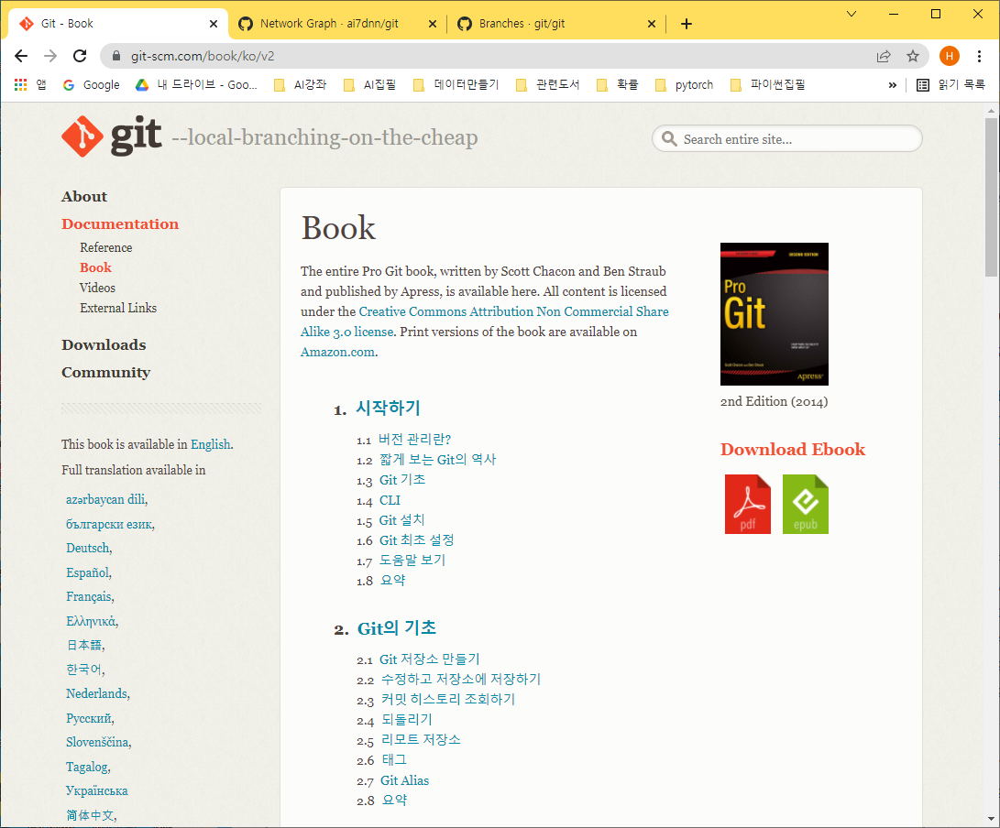 Git - Book
Network Graph · ai7dnn/git
Branches · git/git
git-scm.com/book/ko/v2
H
앱
Google
내 드라이브 - Goo...
AI강좌
AI집필
데이터만들기
관련도서
확률
pytorch
파이썬집필
»
읽기 목록
git --local-branching-on-the-cheap
Search entire site...
About
Documentation
Reference
Book
Videos
External Links
Downloads
Community
This book is available in English.
Full translation available in
azərbaycan dili,
български език,
Deutsch,
Español,
Français,
Ελληνικά,
日本語,
한국어,
Nederlands,
Русский,
Slovenščina,
Tagalog,
Українська
简体中文,
Book
The entire Pro Git book, written by Scott Chacon and Ben Straub
and published by Apress, is available here. All content is licensed
under the Creative Commons Attribution Non Commercial Share
Alike 3.0 license. Print versions of the book are available on
Amazon.com.
1. 시작하기
1.1 버전 관리란?
1.2 짧게 보는 Git의 역사
1.3 Git 기초
1.4 CLI
1.5 Git 설치
1.6 Git 최초 설정
1.7 도움말 보기
1.8 요약
2. Git의 기초
2.1 Git 저장소 만들기
2.2 수정하고 저장소에 저장하기
2.3 커밋 히스토리 조회하기
2.4 되돌리기
2.5 리모트 저장소
2.6 태그
2.7 Git Alias
2.8 요약
SECOND EDITION
Pro
Git
Scott Chacon and Ben Straub
Apress®
2nd Edition (2014)
Download Ebook
pdf
epub